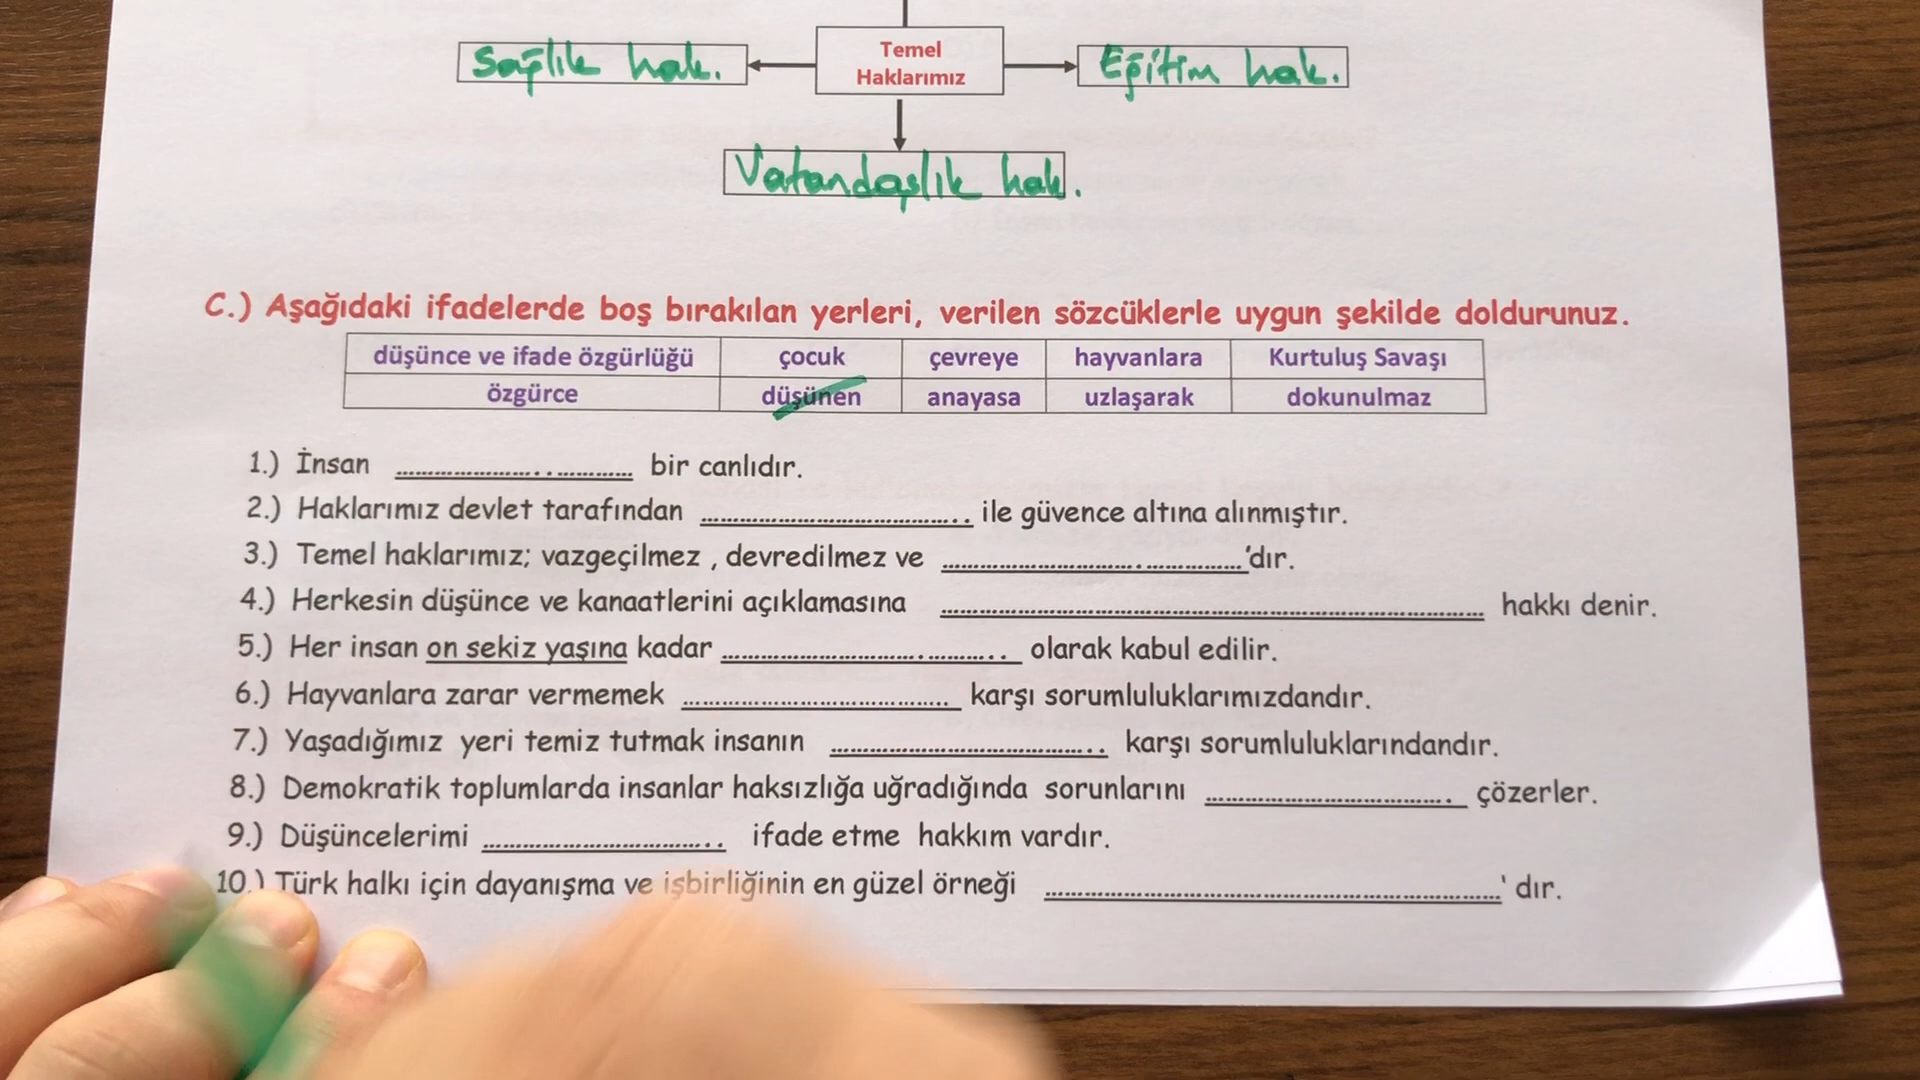 Temel
Sağlık hak. Haklarımız Eğitim hak.
Vatandaşlık hak.
C.) Aşağıdaki ifadelerde boş bırakılan yerleri, verilen sözcüklerle uygun şekilde doldurunuz.
düşünce ve ifade özgürlüğü çocuk çevreye hayvanlara Kurtuluş Savaşı
özgürce düşünen anayasa uzlaşarak dokunulmaz
1.) İnsan ........................ bir canlıdır.
2.) Haklarımız devlet tarafından ........................ ile güvence altına alınmıştır.
3.) Temel haklarımız; vazgeçilmez , devredilmez ve ........................'dır.
4.) Herkesin düşünce ve kanaatlerini açıklamasına ........................ hakkı denir.
5.) Her insan on sekiz yaşına kadar ........................ olarak kabul edilir.
6.) Hayvanlara zarar vermemek ........................ karşı sorumluluklarımızdandır.
7.) Yaşadığımız yeri temiz tutmak insanın ........................ karşı sorumluluklarındandır.
8.) Demokratik toplumlarda insanlar haksızlığa uğradığında sorunlarını ........................ çözerler.
9.) Düşüncelerimi ........................ ifade etme hakkım vardır.
10.) Türk halkı için dayanışma ve işbirliğinin en güzel örneği ........................' dır.